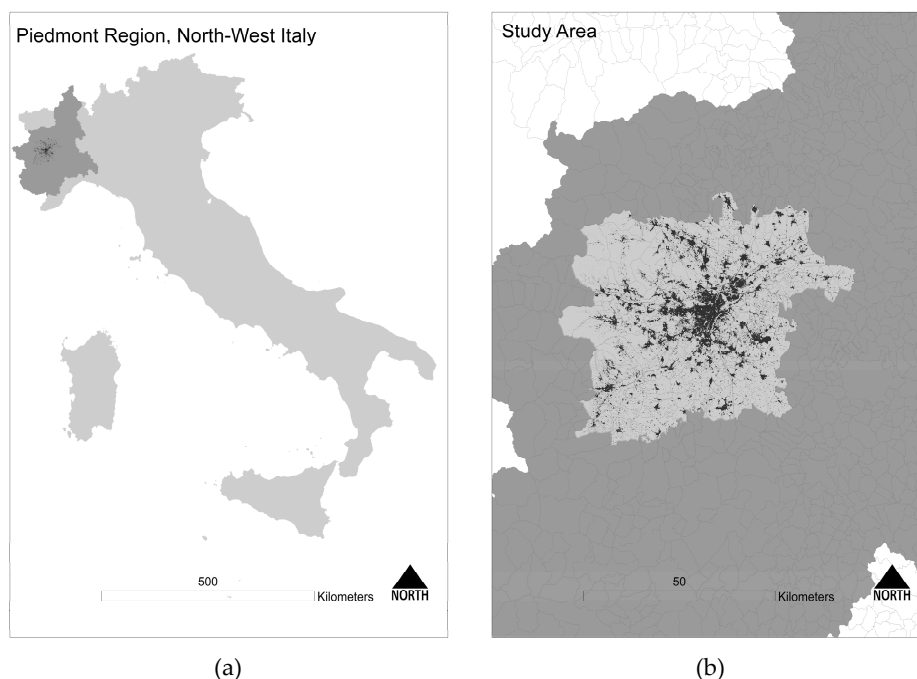 Piedmont Region, North-West Italy
Study Area
500
Kilometers
NORTH
50
Kilometers
NORTH
(a)
(b)